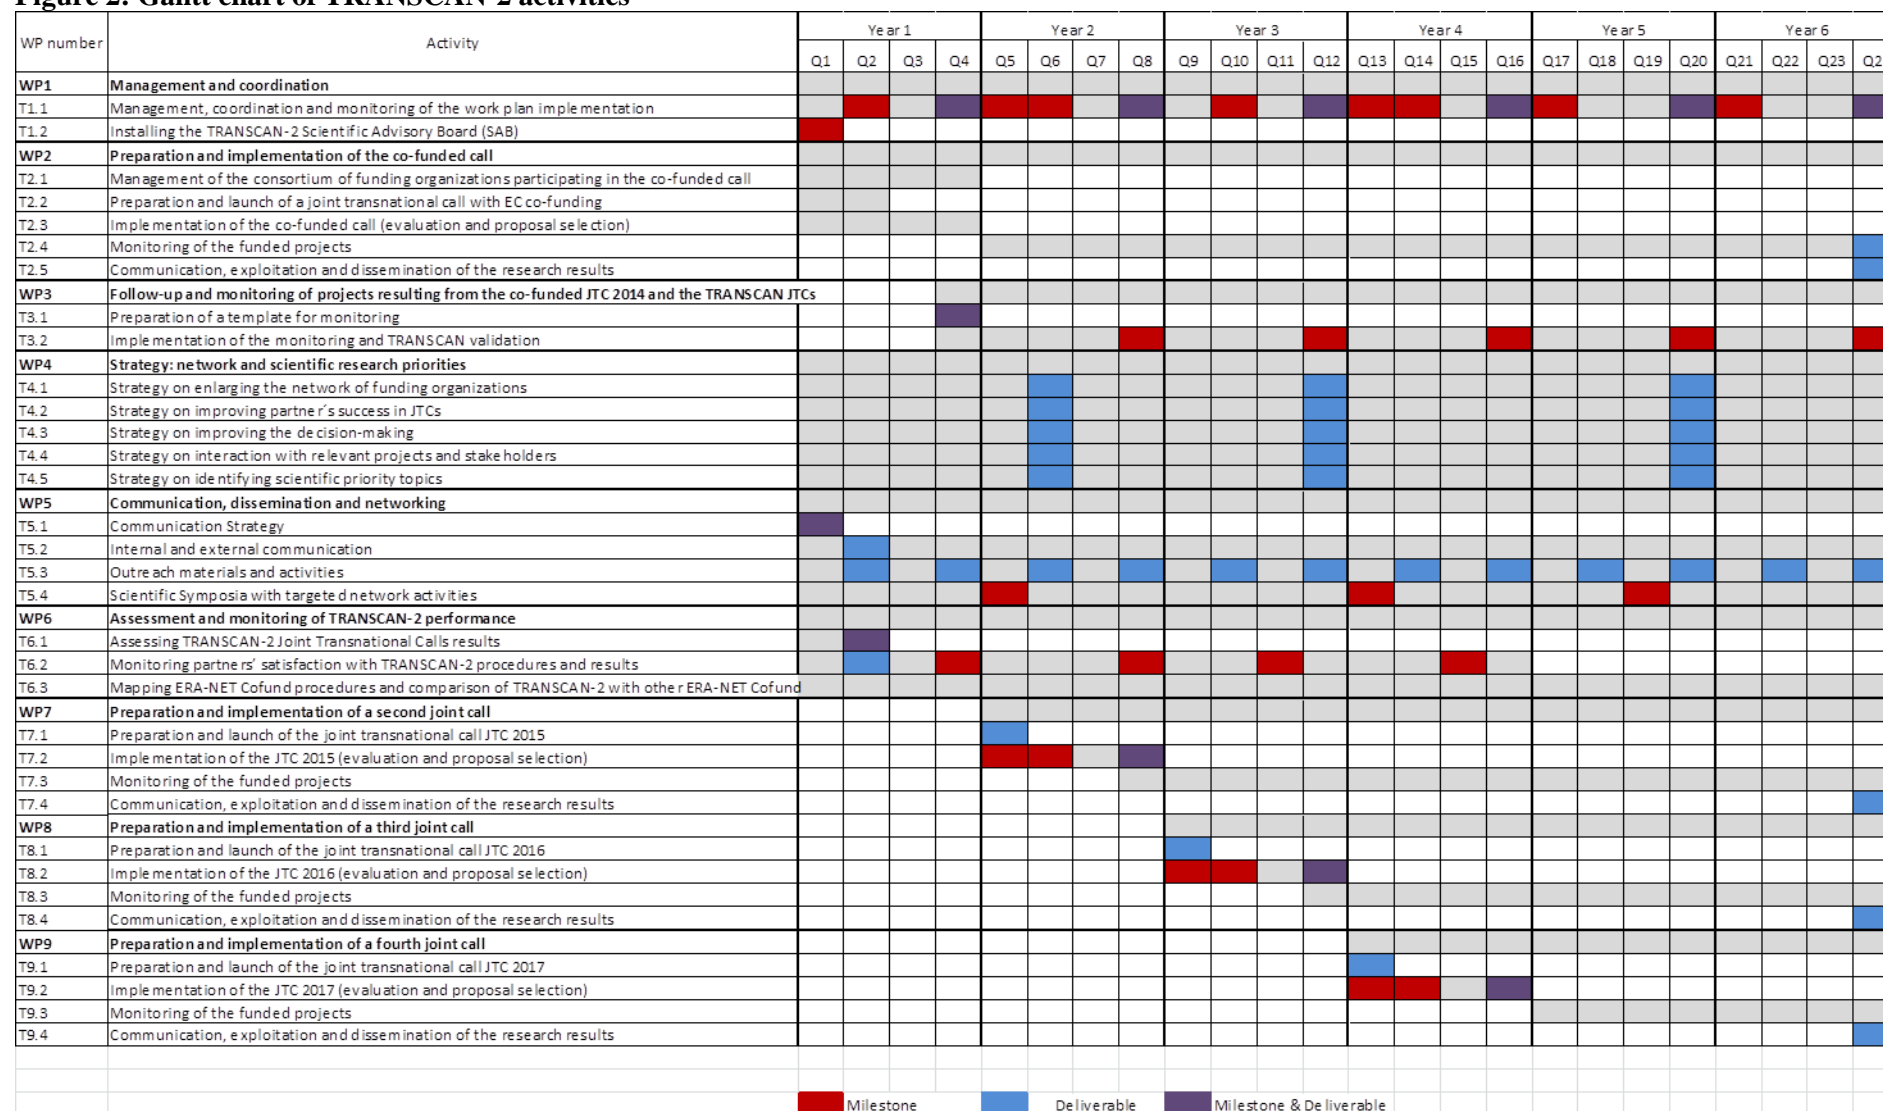 Figure 2: Gantt chart of TRANSCAN-2 activities
WP number Activity Year 1 Year 2 Year 3 Year 4 Year 5 Year 6
Q1 Q2 Q3 Q4 Q5 Q6 Q7 Q8 Q9 Q10 Q11 Q12 Q13 Q14 Q15 Q16 Q17 Q18 Q19 Q20 Q21 Q22 Q23 Q2
WP1 Management and coordination
T1.1 Management, coordination and monitoring of the work plan implementation
T1.2 Installing the TRANSCAN-2 Scientific Advisory Board (SAB)
WP2 Preparation and implementation of the co-funded call
T2.1 Management of the consortium of funding organizations participating in the co-funded call
T2.2 Preparation and launch of a joint transnational call with EC co-funding
T2.3 Implementation of the co-funded call (evaluation and proposal selection)
T2.4 Monitoring of the funded projects
T2.5 Communication, exploitation and dissemination of the research results
WP3 Follow-up and monitoring of projects resulting from the co-funded JTC 2014 and the TRANSCAN JTCs
T3.1 Preparation of a template for monitoring
T3.2 Implementation of the monitoring and TRANSCAN validation
WP4 Strategy: network and scientific research priorities
T4.1 Strategy on enlarging the network of funding organizations
T4.2 Strategy on improving partner´s success in JTCs
T4.3 Strategy on improving the decision-making
T4.4 Strategy on interaction with relevant projects and stakeholders
T4.5 Strategy on identifying scientific priority topics
WP5 Communication, dissemination and networking
T5.1 Communication Strategy
T5.2 Internal and external communication
T5.3 Outreach materials and activities
T5.4 Scientific Symposia with targeted network activities
WP6 Assessment and monitoring of TRANSCAN-2 performance
T6.1 Assessing TRANSCAN-2 Joint Transnational Calls results
T6.2 Monitoring partners' satisfaction with TRANSCAN-2 procedures and results
T6.3 Mapping ERA-NET Cofund procedures and comparison of TRANSCAN-2 with other ERA-NET Cofund
WP7 Preparation and implementation of a second joint call
T7.1 Preparation and launch of the joint transnational call JTC 2015
T7.2 Implementation of the JTC 2015 (evaluation and proposal selection)
T7.3 Monitoring of the funded projects
T7.4 Communication, exploitation and dissemination of the research results
WP8 Preparation and implementation of a third joint call
T8.1 Preparation and launch of the joint transnational call JTC 2016
T8.2 Implementation of the JTC 2016 (evaluation and proposal selection)
T8.3 Monitoring of the funded projects
T8.4 Communication, exploitation and dissemination of the research results
WP9 Preparation and implementation of a fourth joint call
T9.1 Preparation and launch of the joint transnational call JTC 2017
T9.2 Implementation of the JTC 2017 (evaluation and proposal selection)
T9.3 Monitoring of the funded projects
T9.4 Communication, exploitation and dissemination of the research results
Milestone Deliverable Milestone & Deliverable